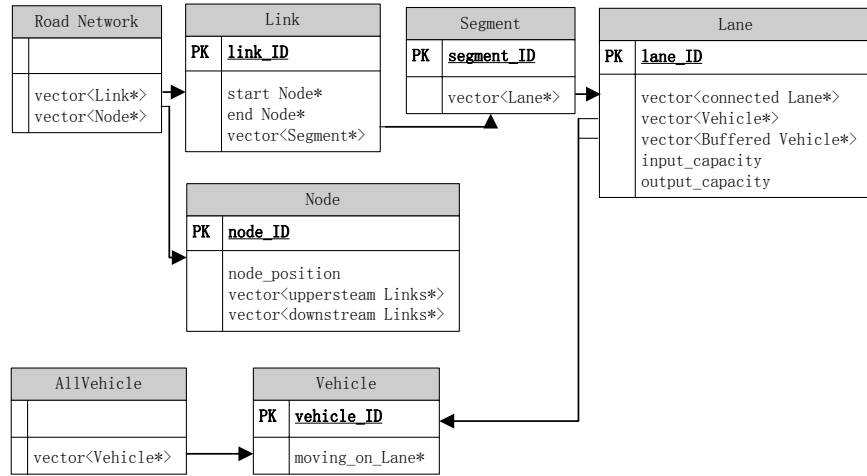 Road Network
vector<Link*>
vector<Node*>
Link
PK link_ID
start Node*
end Node*
vector<Segment*>
Segment
PK segment_ID
vector<Lane*>
Lane
PK lane_ID
vector<connected Lane*>
vector<Vehicle*>
vector<Buffered Vehicle*>
input_capacity
output_capacity
Node
PK node_ID
node_position
vector<uppersteam Links*>
vector<downstream Links*>
AllVehicle
vector<Vehicle*>
Vehicle
PK vehicle_ID
moving_on_Lane*